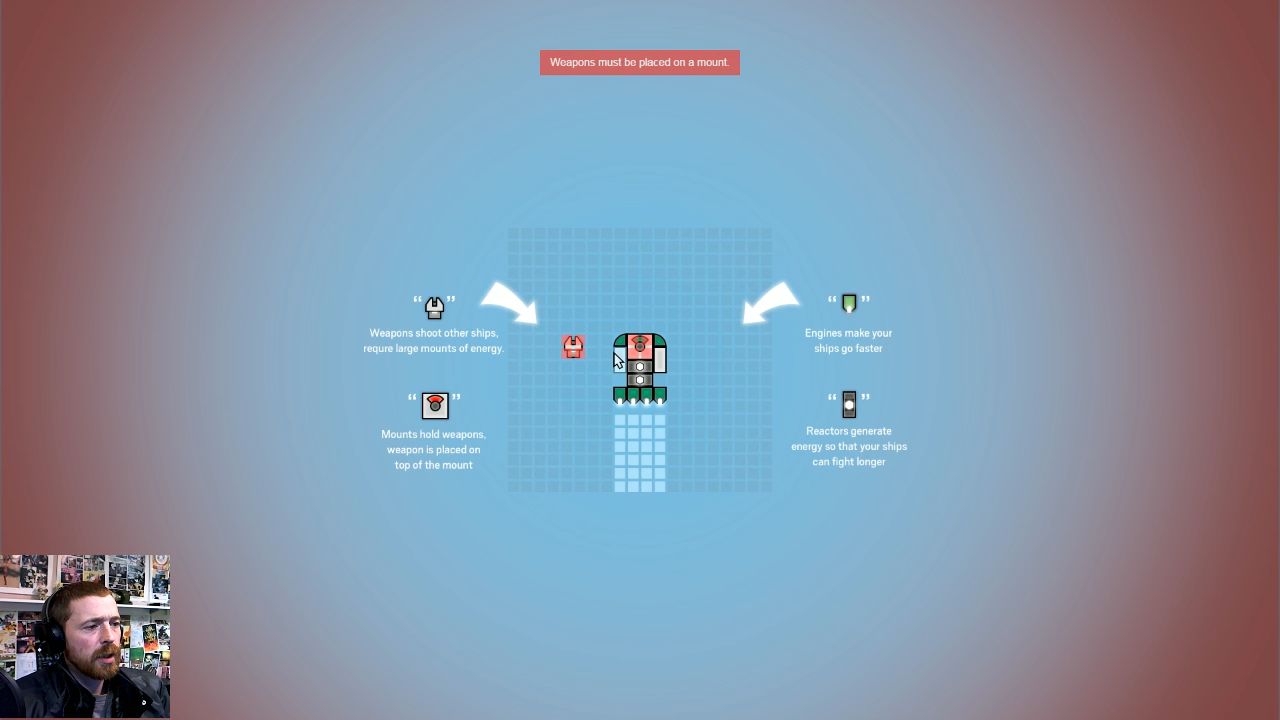 Weapons must be placed on a mount.
“ ”
Weapons shoot other ships,
requre large mounts of energy.
“ ”
Mounts hold weapons,
weapon is placed on
top of the mount
“ ”
Engines make your
ships go faster
“ ”
Reactors generate
energy so that your ships
can fight longer